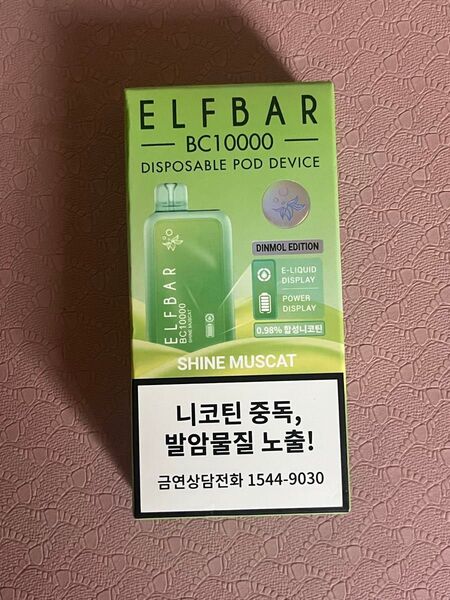 ELFBAR
BC10000
DISPOSABLE POD DEVICE
DINMOL EDITION
E-LIQUID
DISPLAY
POWER
DISPLAY
0.98% 합성니코틴
ELFBAR
BC10000
SHINE MUSCAT
SHINE MUSCAT
니코틴 중독,
발암물질 노출!
금연상담전화 1544-9030